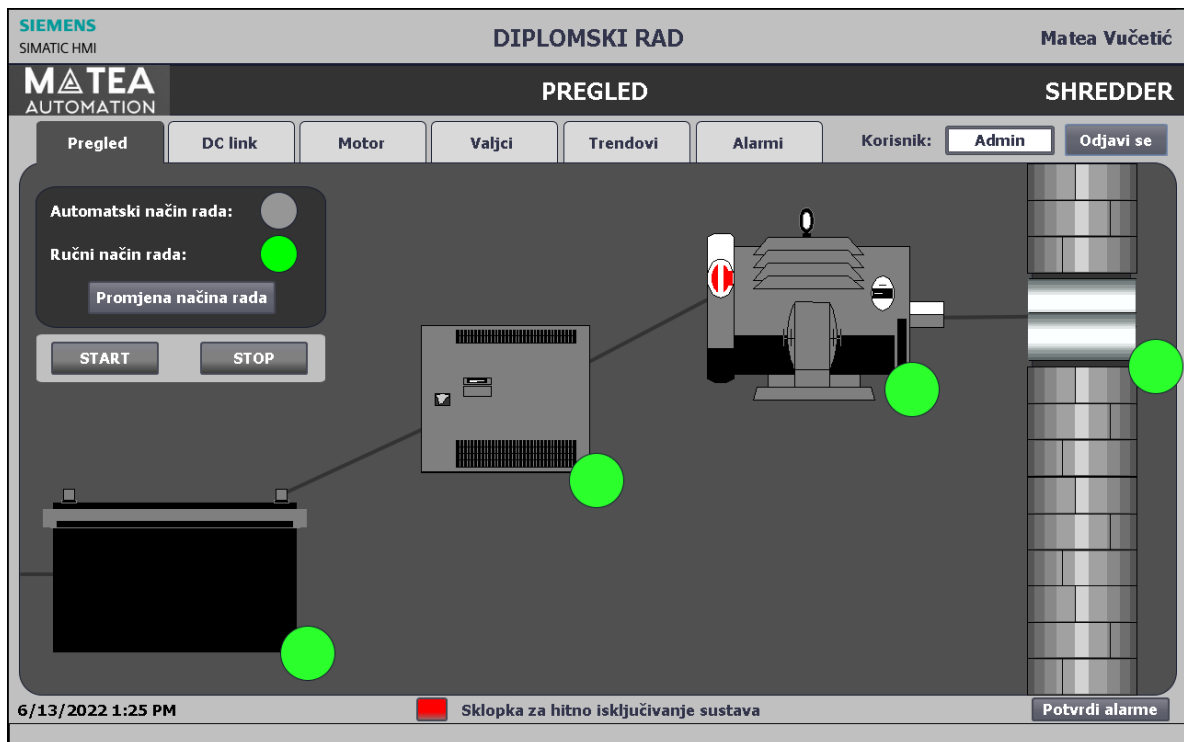 SIEMENS
SIMATIC HMI
DIPLOMSKI RAD
Matea Vučetić
MATEA
AUTOMATION
PREGLED
SHREDDER
Pregled
DC link
Motor
Valjci
Trendovi
Alarmi
Korisnik:
Admin
Odjavi se
Automatski način rada:
Ručni način rada:
Promjena načina rada
START
STOP
6/13/2022 1:25 PM
Sklopka za hitno isključivanje sustava
Potvrdi alarme